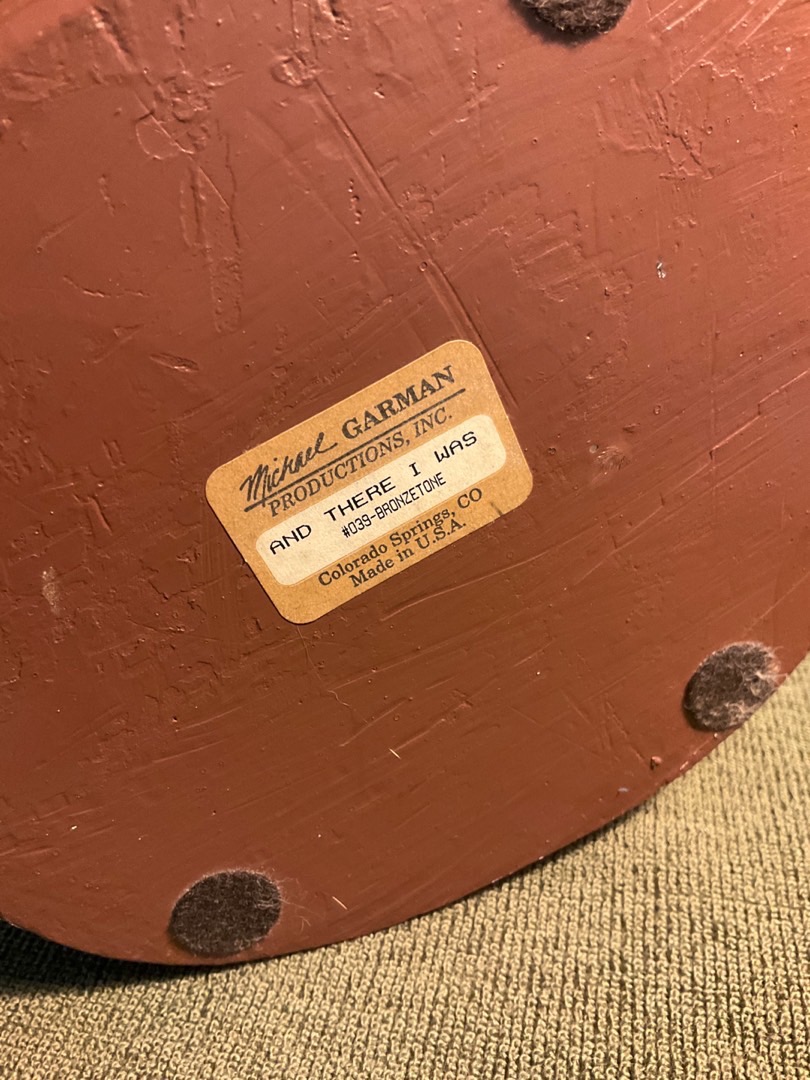 Michael GARMAN
PRODUCTIONS, INC.
AND THERE I WAS
#039-BRONZETONE
Colorado Springs, CO
Made in U.S.A.